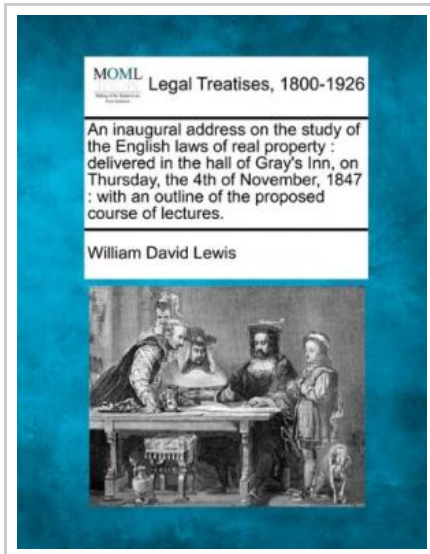 MOML
Legal Treatises, 1800-1926
An inaugural address on the study of
the English laws of real property :
delivered in the hall of Gray's Inn, on
Thursday, the 4th of November, 1847
: with an outline of the proposed
course of lectures.
William David Lewis